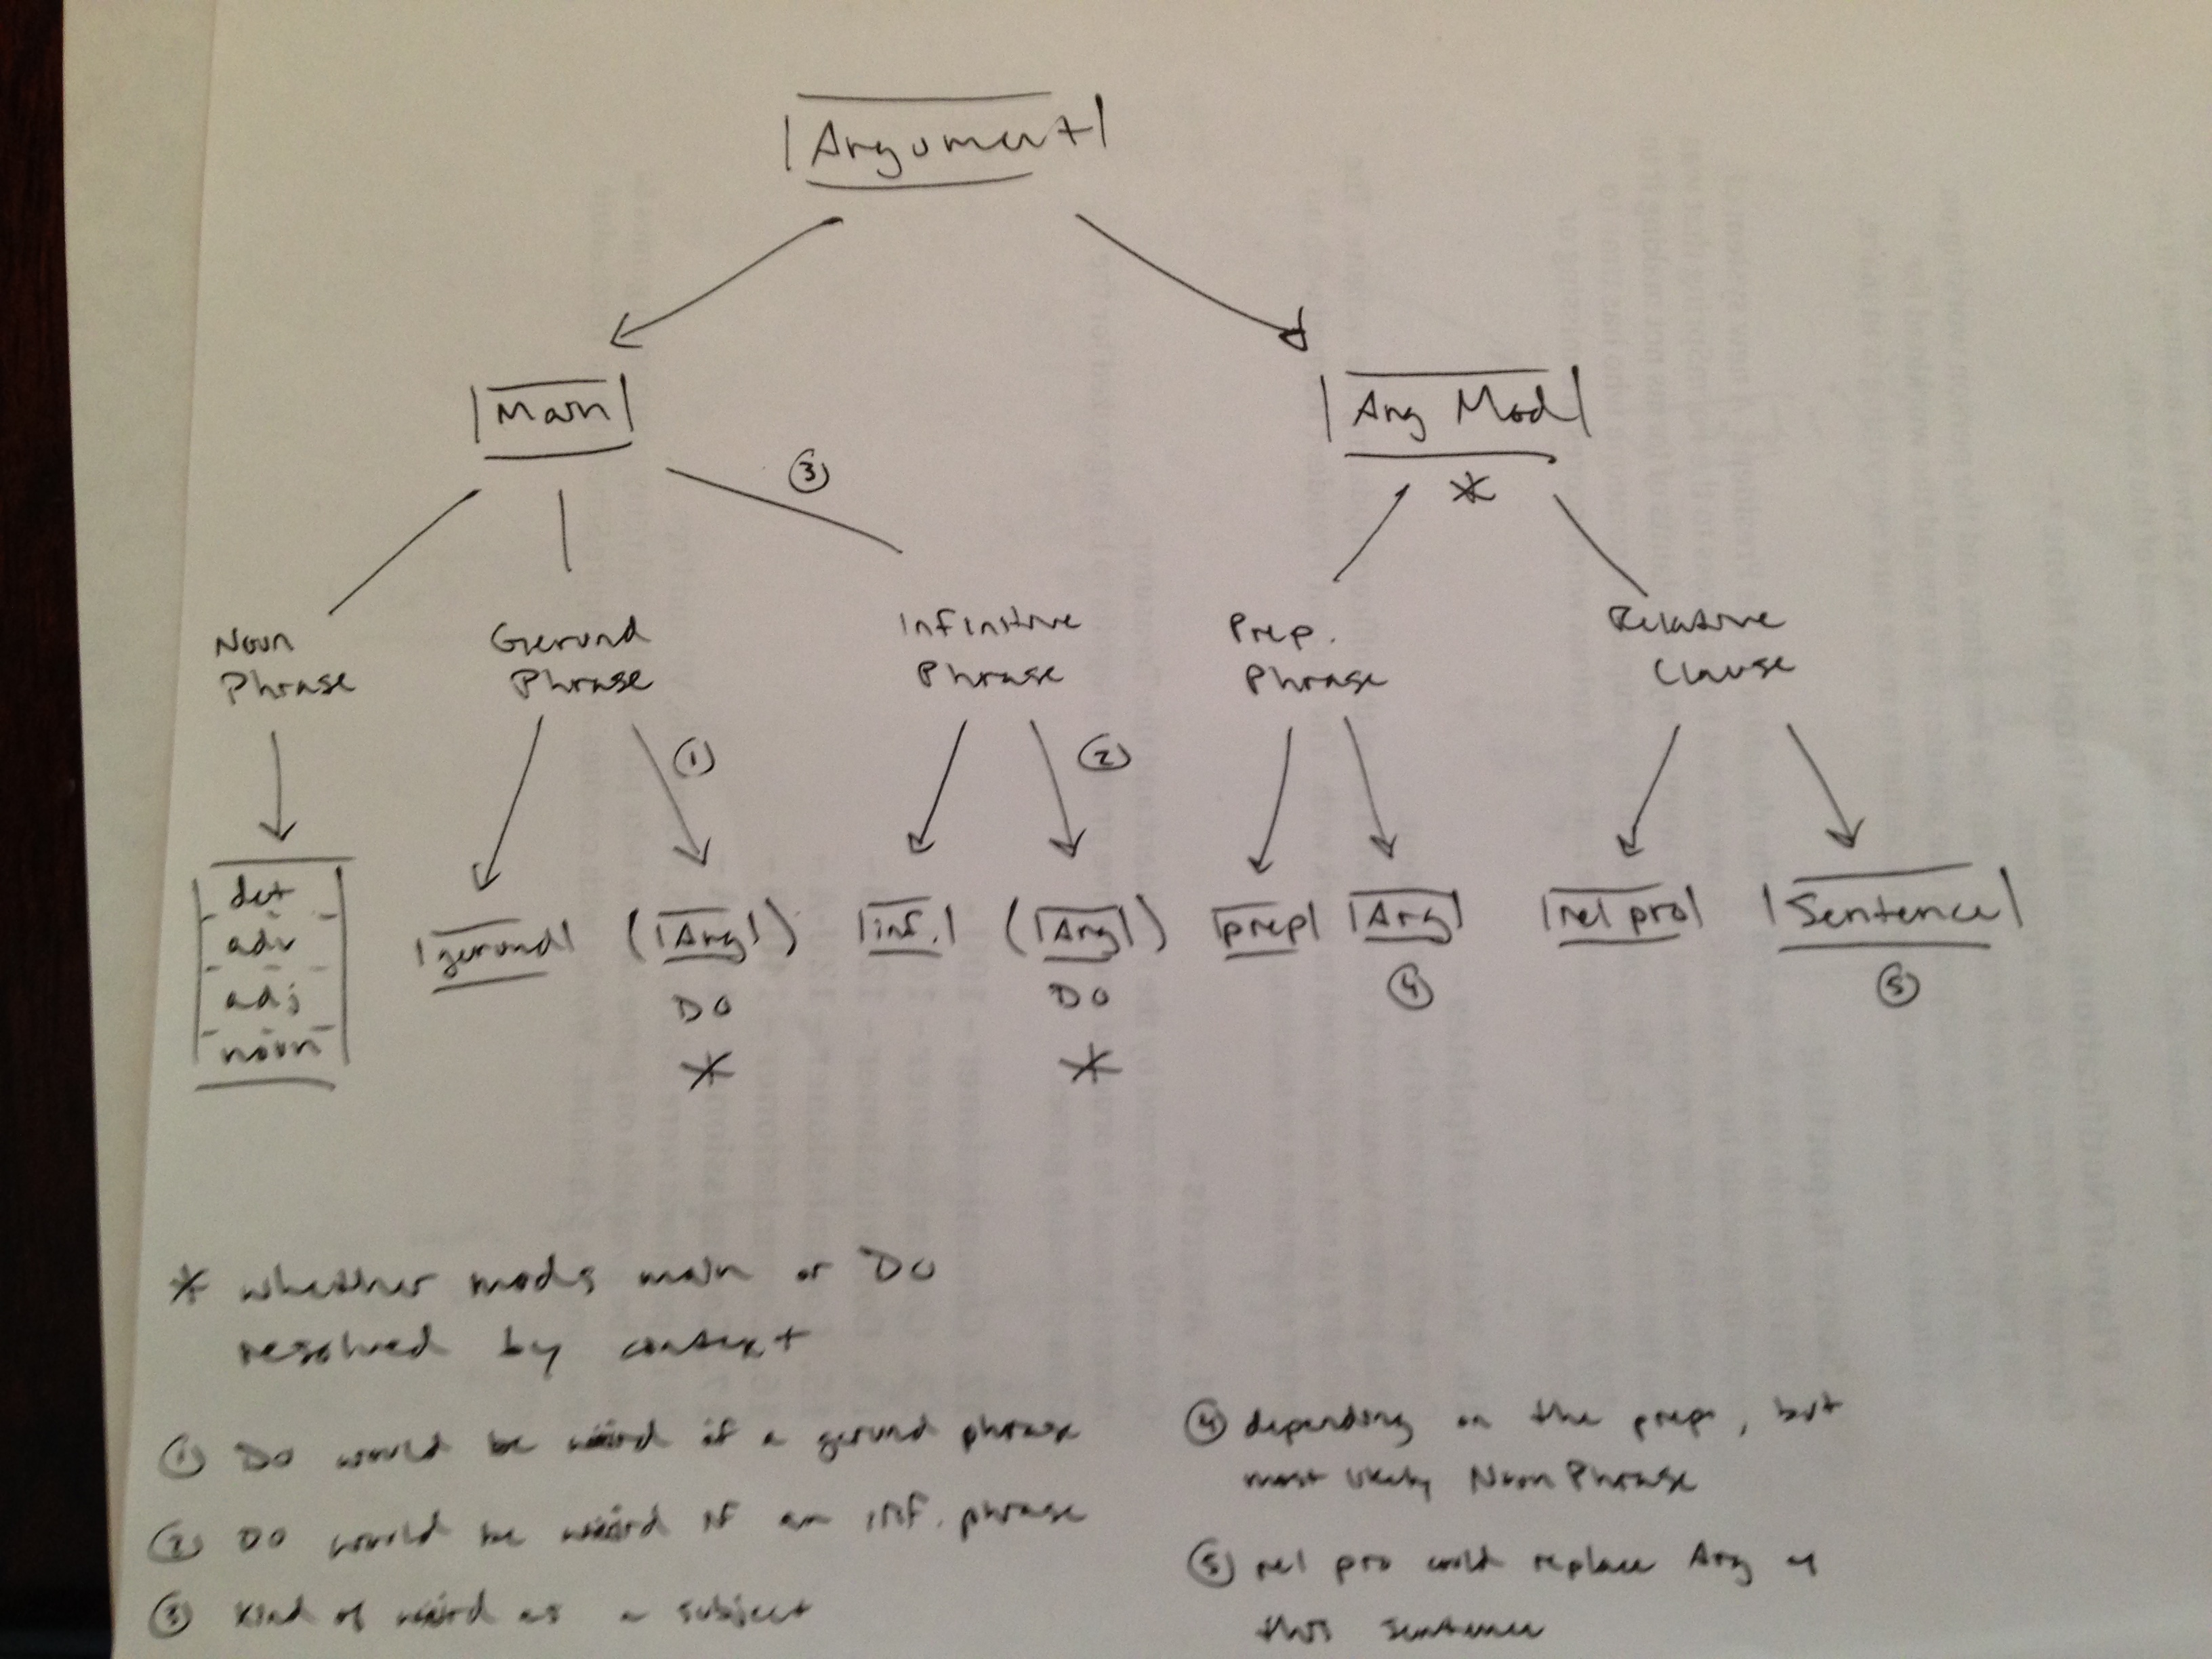 Argument
Main
Arg Mod
③
*
Noun
Phrase
Gerund
Phrase
Infinitive
Phrase
Prep.
Phrase
Relative
Clause
①
②
det
adv
adj
noun
gerund
(Arg)
DO
*
inf.
(Arg)
DO
*
prep
Arg
④
rel pro
Sentence
⑤
* whether mods main or DO
resolved by context
① DO would be weird if a gerund phrase
② DO would be weird if an inf. phrase
③ kind of weird as a subject
④ depending on the prep, but
most likely Noun Phrase
⑤ rel pro could replace Arg of
this sentence